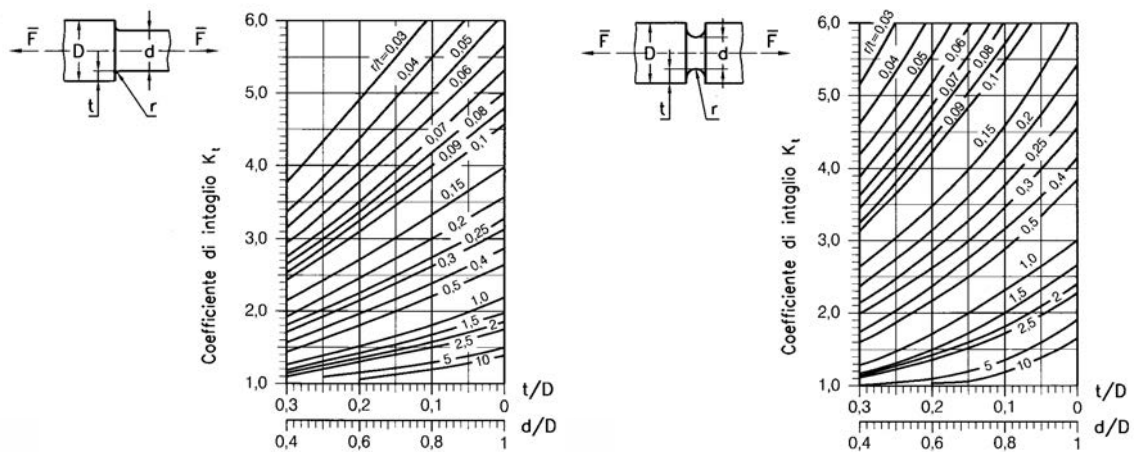 F
D
d
F
t
r
Coefficiente di intaglio Kt
6,0
5,0
4,0
3,0
2,0
1,0
r/t=0,03
0,04
0,05
0,06
0,07
0,08
0,09
0,1
0,15
0,2
0,25
0,3
0,4
0,5
1,0
1,5
2
2,5
5
10
0,3 0,2 0,1 0 t/D
0,4 0,6 0,8 1 d/D
F
D
d
F
t
r
Coefficiente di intaglio Kt
6,0
5,0
4,0
3,0
2,0
1,0
r/t=0,03
0,04
0,05
0,06
0,07
0,08
0,09
0,1
0,15
0,2
0,25
0,3
0,4
0,5
1,0
1,5
2
2,5
5
10
0,3 0,2 0,1 0 t/D
0,4 0,6 0,8 1 d/D